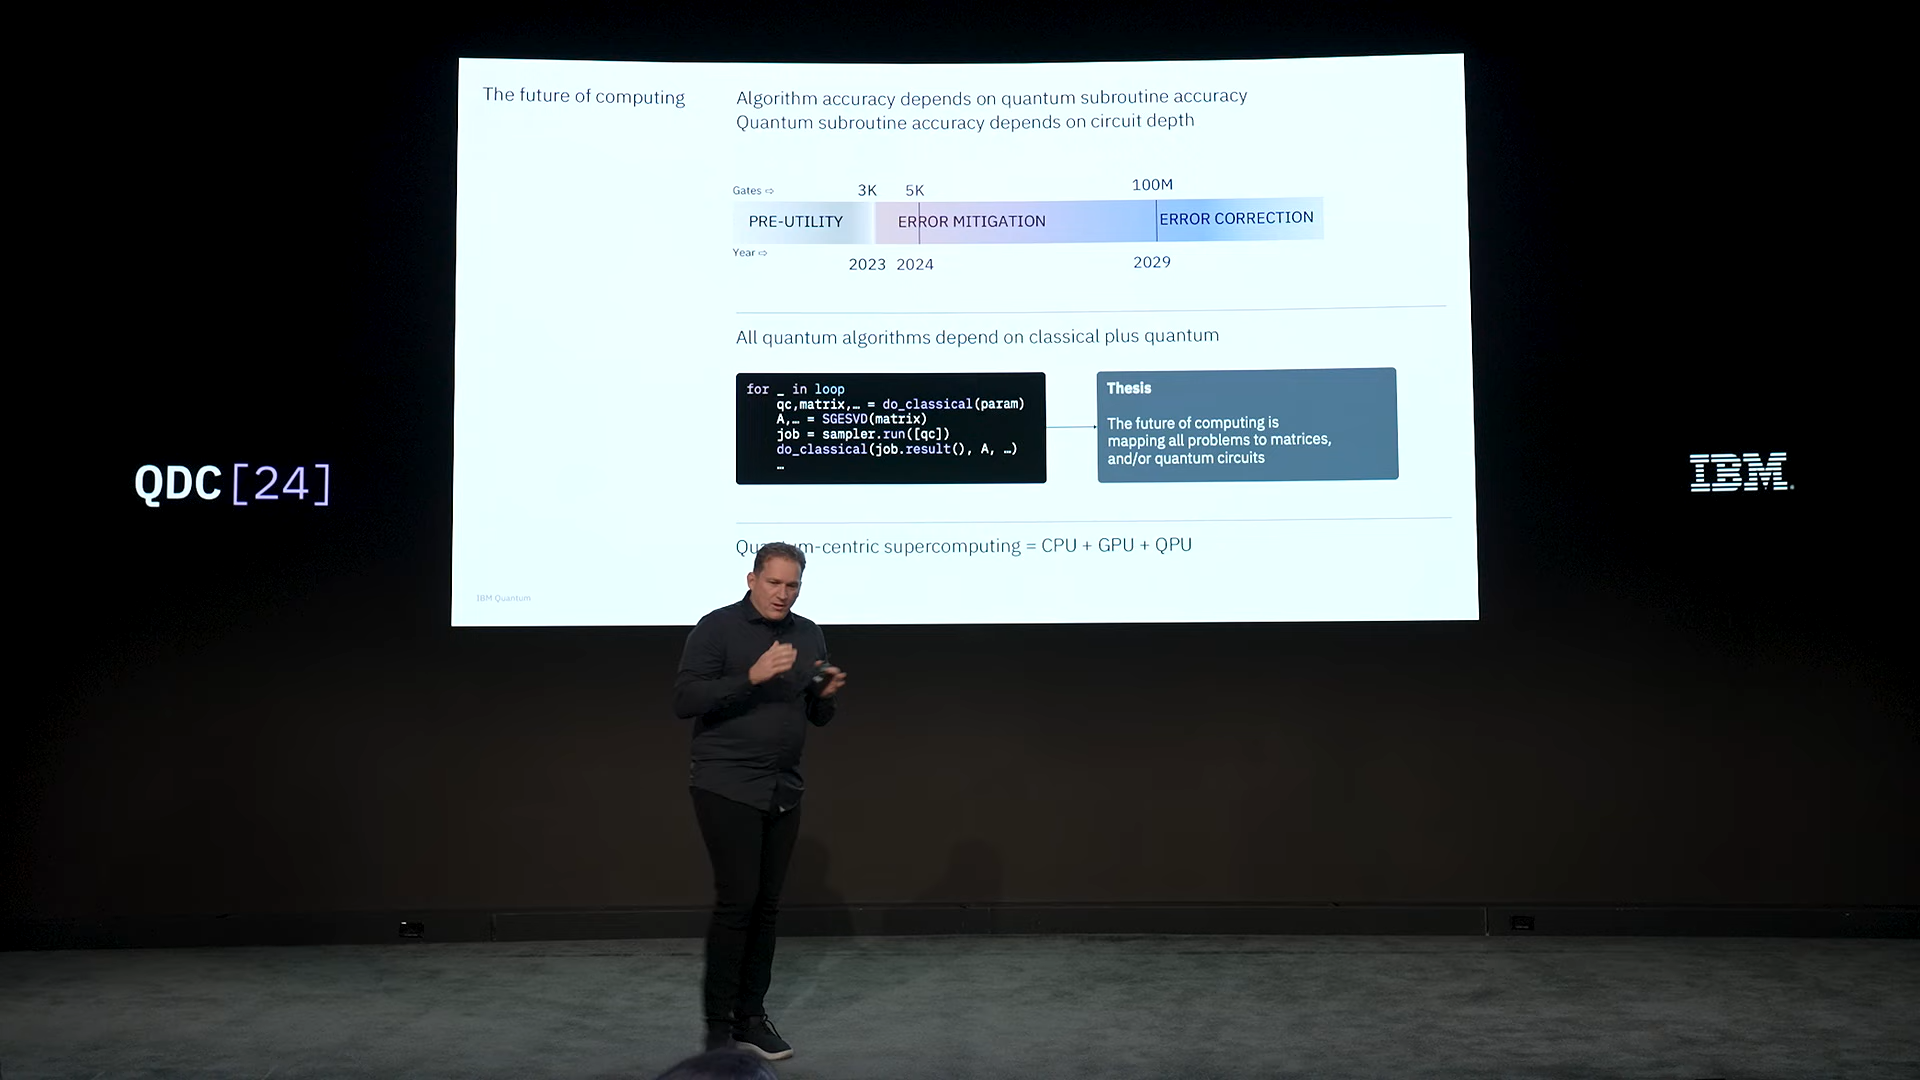 The future of computing
Algorithm accuracy depends on quantum subroutine accuracy
Quantum subroutine accuracy depends on circuit depth
Gates ⇨ 3K 5K 100M
PRE-UTILITY ERROR MITIGATION ERROR CORRECTION
Year ⇨ 2023 2024 2029
All quantum algorithms depend on classical plus quantum
for _ in loop
qc,matrix,… = do_classical(param)
A,… = SGESVD(matrix)
job = sampler.run([qc])
do_classical(job.result(), A, …)
…
Thesis
The future of computing is
mapping all problems to matrices,
and/or quantum circuits
QDC[24]
IBM.
Quantum-centric supercomputing = CPU + GPU + QPU
IBM Quantum